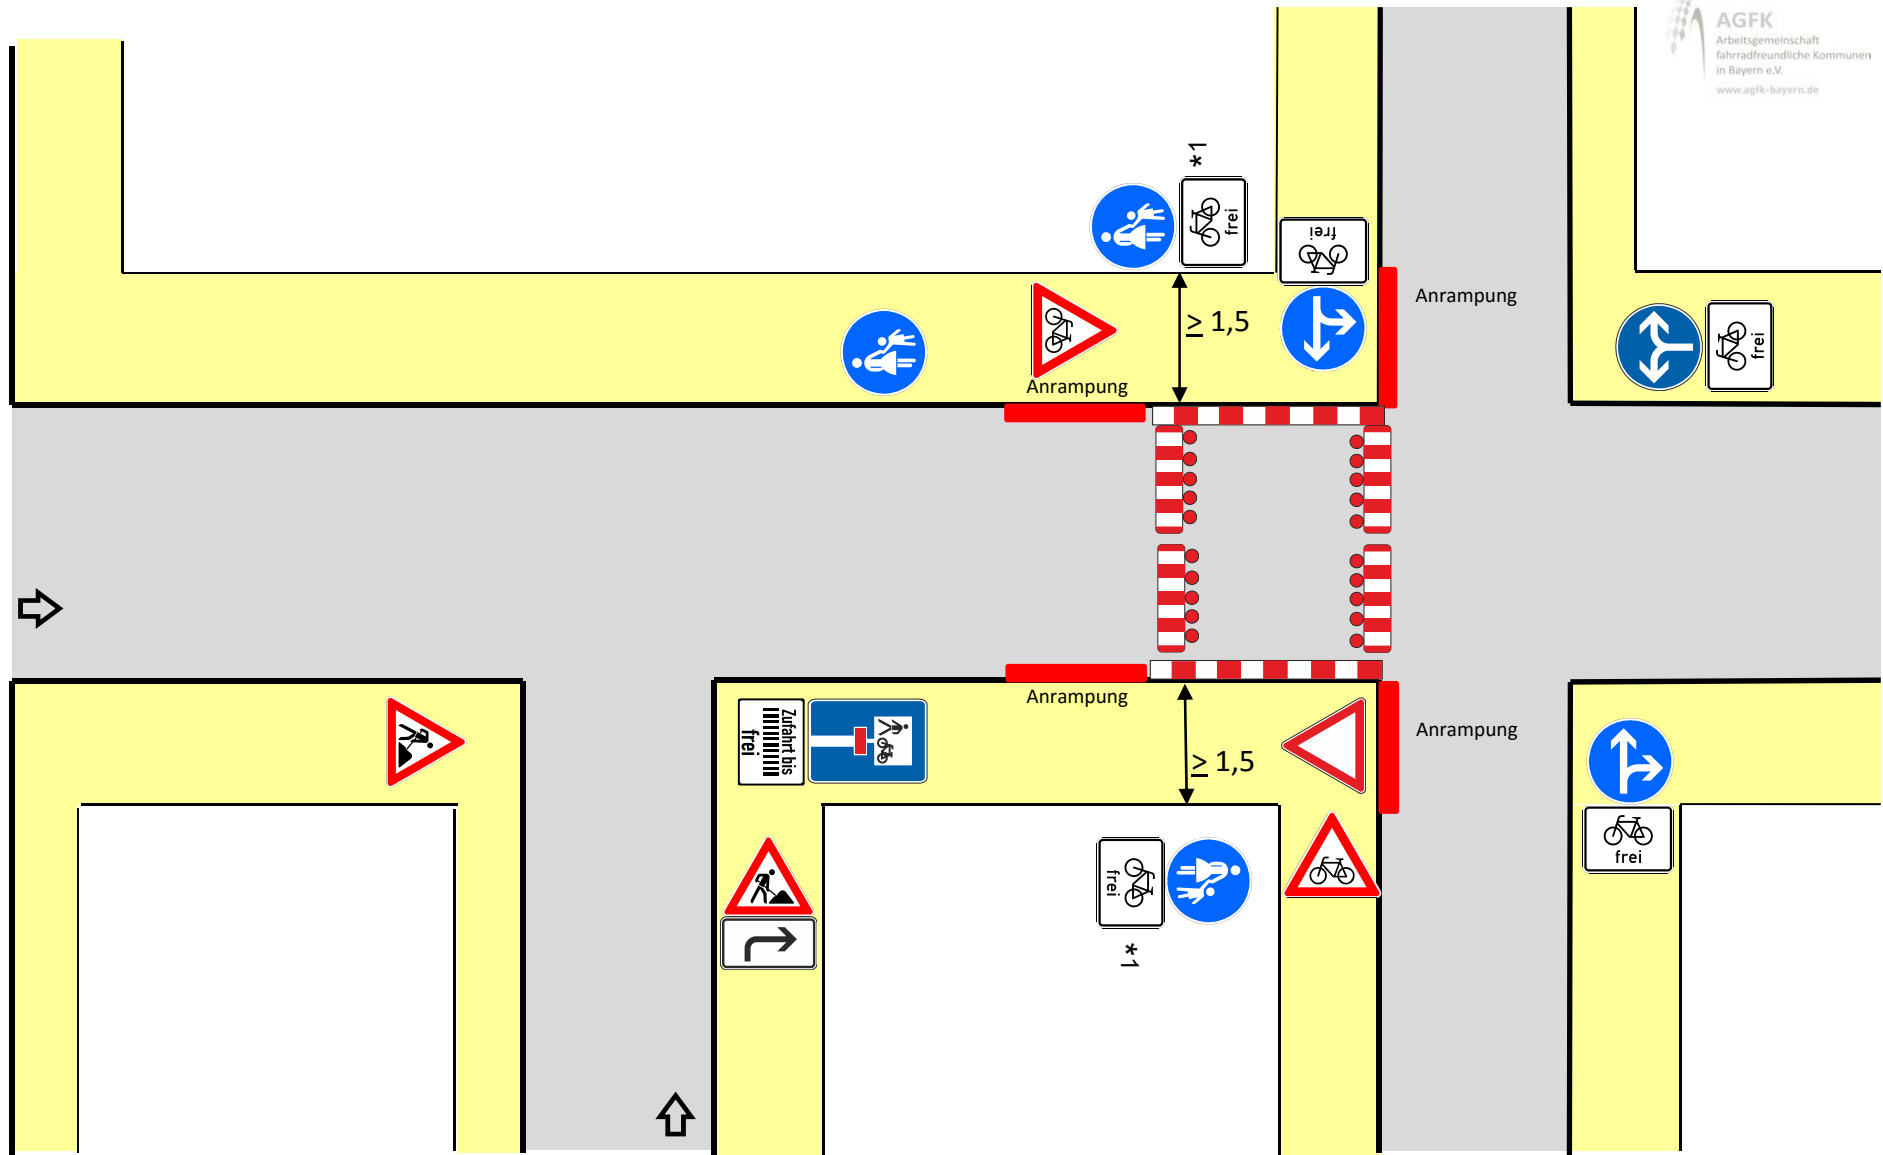 AGFK
Arbeitsgemeinschaft
fahrradfreundliche Kommunen
in Bayern e.V.
www.agfk-bayern.de
*1
frei
frei
Anrampung
≥ 1,5
Anrampung
frei
Anrampung
Anrampung
Zufahrt bis
frei
≥ 1,5
frei
*1
frei